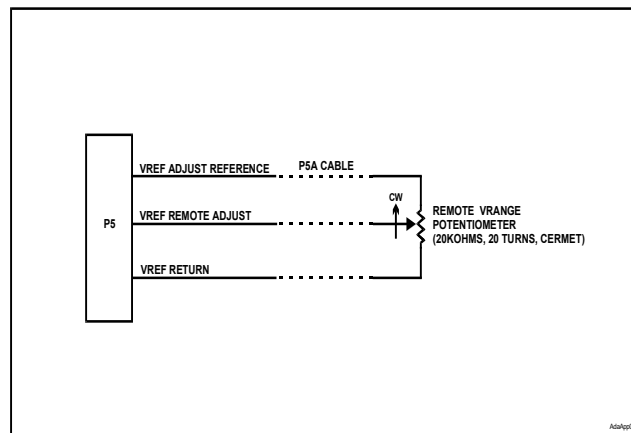 VREF ADJUST REFERENCE
P5A CABLE
CW
P5
VREF REMOTE ADJUST
REMOTE VRANGE
POTENTIOMETER
(20KOHMS, 20 TURNS, CERMET)
VREF RETURN